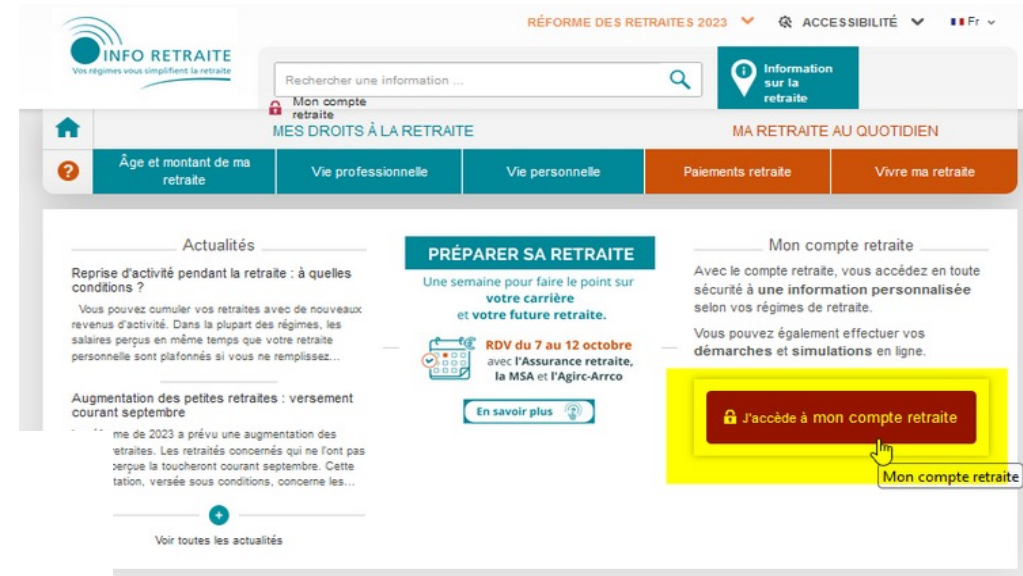 RÉFORME DES RETRAITES 2023
ACCESSIBILITÉ
Fr
INFO RETRAITE
Vos régimes vous simplifient la retraite
Rechercher une information ...
Information
sur la
retraite
Mon compte
retraite
MES DROITS À LA RETRAITE
MA RETRAITE AU QUOTIDIEN
?
Âge et montant de ma
retraite
Vie professionnelle
Vie personnelle
Paiements retraite
Vivre ma retraite
Actualités
Reprise d'activité pendant la retraite : à quelles
conditions ?
Vous pouvez cumuler vos retraites avec de nouveaux
revenus d'activité. Dans la plupart des régimes, les
salaires perçus en même temps que votre retraite
personnelle sont plafonnés si vous ne remplissez...
Augmentation des petites retraites : versement
courant septembre
me de 2023 a prévu une augmentation des
etraites. Les retraités concernés qui ne l'ont pas
perçue la toucheront courant septembre. Cette
tation, versée sous conditions, concerne les...
Voir toutes les actualités
PRÉPARER SA RETRAITE
Une semaine pour faire le point sur
votre carrière
et votre future retraite.
RDV du 7 au 12 octobre
avec l'Assurance retraite,
la MSA et l'Agirc-Arrco
En savoir plus
Mon compte retraite
Avec le compte retraite, vous accédez en toute
sécurité à une information personnalisée
selon vos régimes de retraite.
Vous pouvez également effectuer vos
démarches et simulations en ligne.
J'accède à mon compte retraite
Mon compte retraite